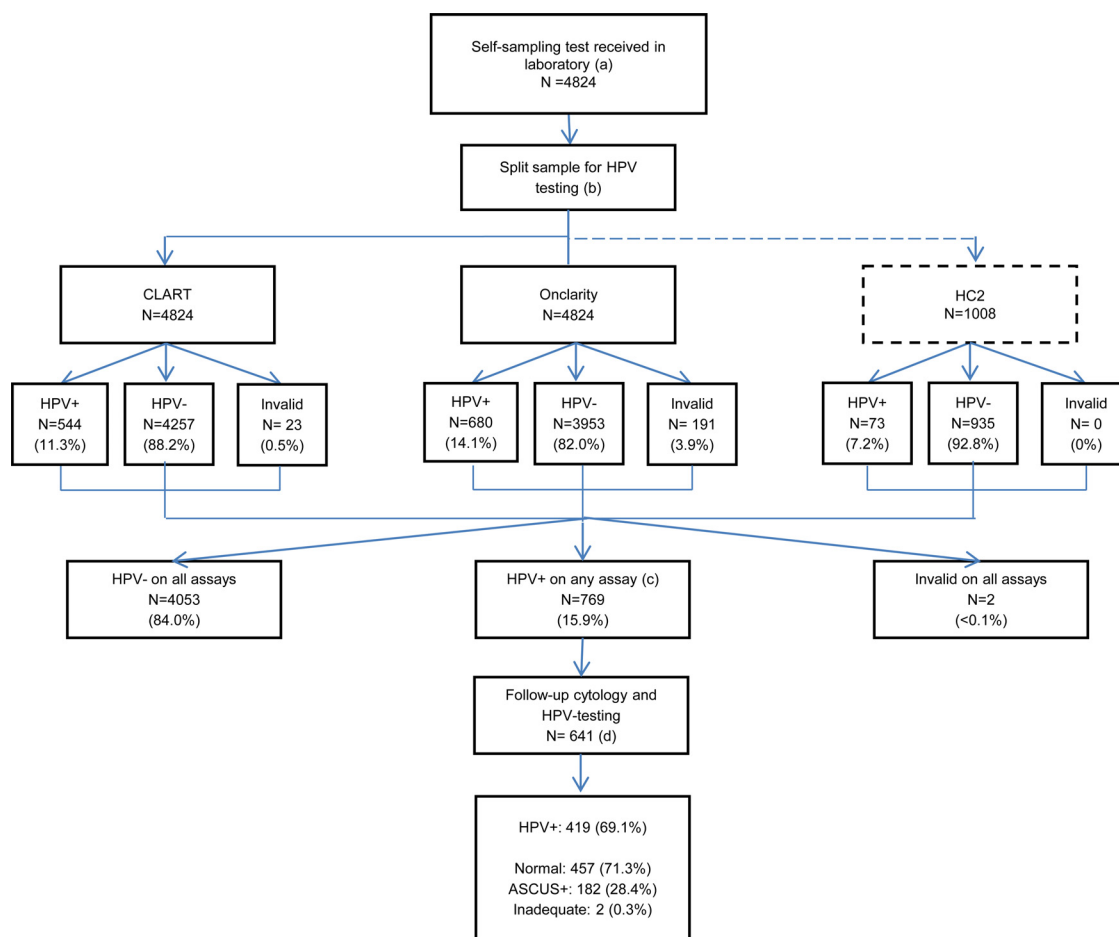 Self-sampling test received in
laboratory (a)
N =4824
Split sample for HPV
testing (b)
CLART
N=4824
Onclarity
N=4824
HC2
N=1008
HPV+
N=544
(11.3%)
HPV-
N=4257
(88.2%)
Invalid
N= 23
(0.5%)
HPV+
N=680
(14.1%)
HPV-
N=3953
(82.0%)
Invalid
N= 191
(3.9%)
HPV+
N=73
(7.2%)
HPV-
N=935
(92.8%)
Invalid
N= 0
(0%)
HPV- on all assays
N=4053
(84.0%)
HPV+ on any assay (c)
N=769
(15.9%)
Invalid on all assays
N=2
(<0.1%)
Follow-up cytology and
HPV-testing
N= 641 (d)
HPV+: 419 (69.1%)
Normal: 457 (71.3%)
ASCUS+: 182 (28.4%)
Inadequate: 2 (0.3%)